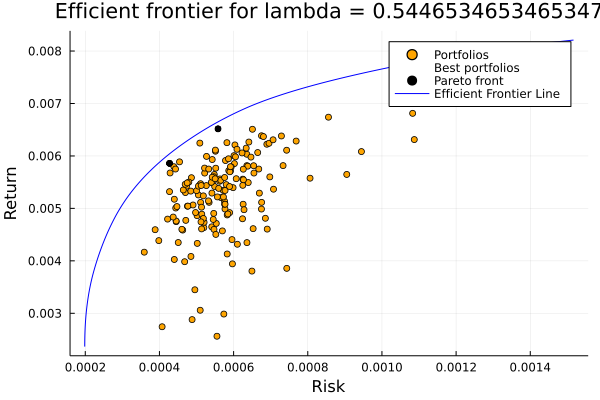 Efficient frontier for lambda = 0.5446534653465347
Return
0.008
0.007
0.006
0.005
0.004
0.003
Portfolios
Best portfolios
Pareto front
Efficient Frontier Line
0.0002 0.0004 0.0006 0.0008 0.0010 0.0012 0.0014
Risk